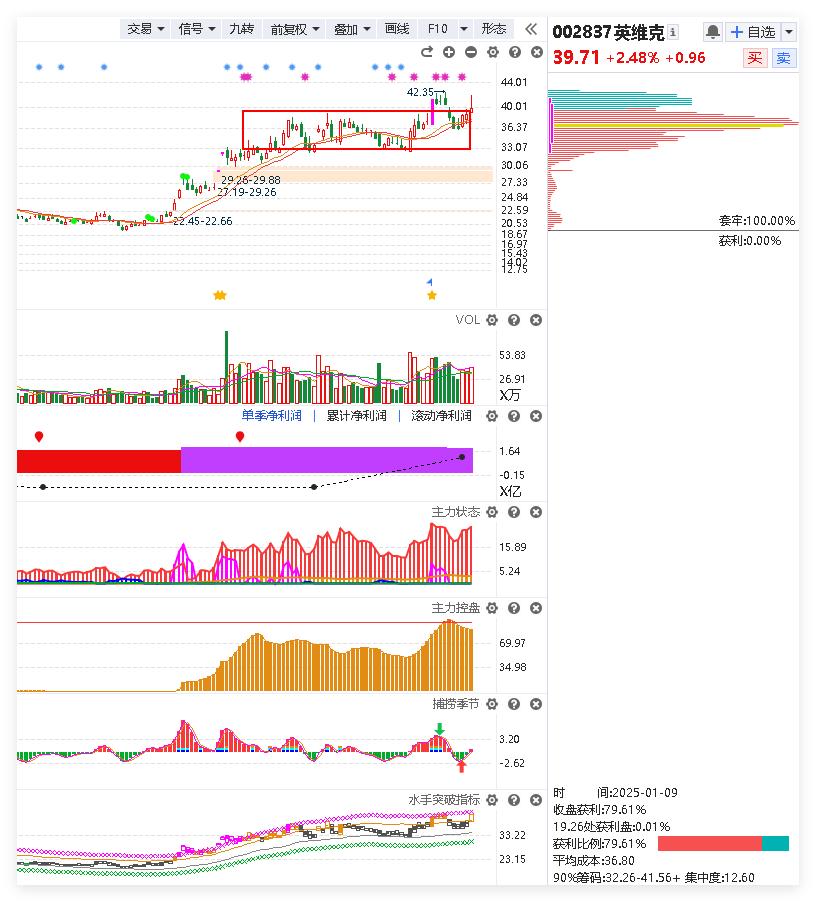 交易 信号 九转 前复权 叠加 画线 F10 形态
002837英维克
自选
39.71 +2.48% +0.96
买 卖
42.35
44.01
40.01
36.37
33.07
30.06
27.33
24.84
22.59
20.53
18.67
16.97
15.43
14.02
12.75
29.26-29.88
27.19-29.26
22.45-22.66
套牢:100.00%
获利:0.00%
VOL
53.83
26.91
X万
单季净利润 | 累计净利润 | 滚动净利润
1.64
-0.15
X亿
主力状态
15.89
5.24
主力控盘
69.97
34.98
捕捞季节
3.20
-2.62
水手突破指标
33.22
23.15
时 间:2025-01-09
收盘获利:79.61%
19.26处获利盘:0.01%
获利比例:79.61%
平均成本:36.80
90%筹码:32.26-41.56+ 集中度:12.60